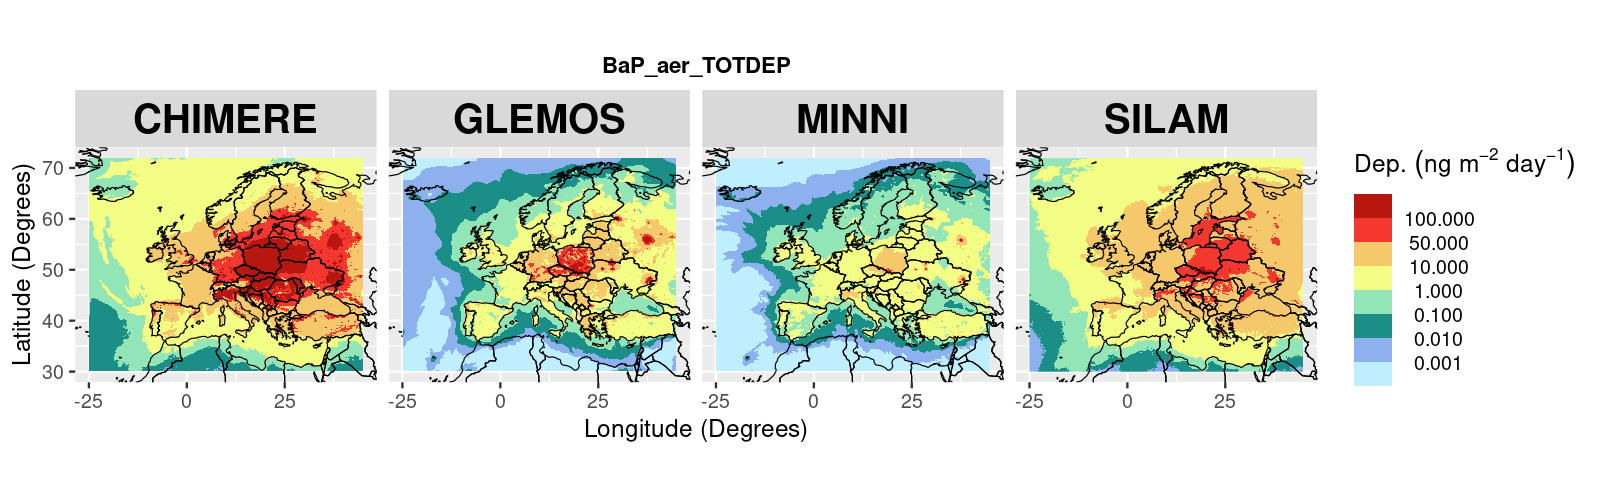 BaP_aer_TOTDEP
CHIMERE GLEMOS MINNI SILAM
Latitude (Degrees)
70
60
50
40
30
-25 0 25 -25 0 25 -25 0 25 -25 0 25
Longitude (Degrees)
Dep. (ng m⁻² day⁻¹)
100.000
50.000
10.000
1.000
0.100
0.010
0.001